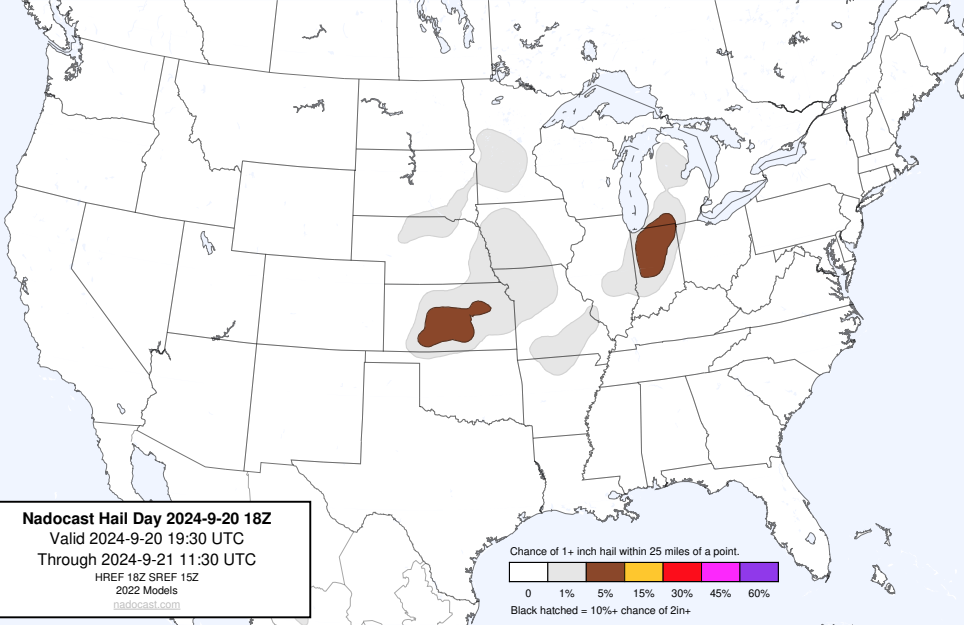 Nadocast Hail Day 2024-9-20 18Z
Valid 2024-9-20 19:30 UTC
Through 2024-9-21 11:30 UTC
HREF 18Z SREF 15Z
2022 Models
nadocast.com
Chance of 1+ inch hail within 25 miles of a point.
0 1% 5% 15% 30% 45% 60%
Black hatched = 10%+ chance of 2in+